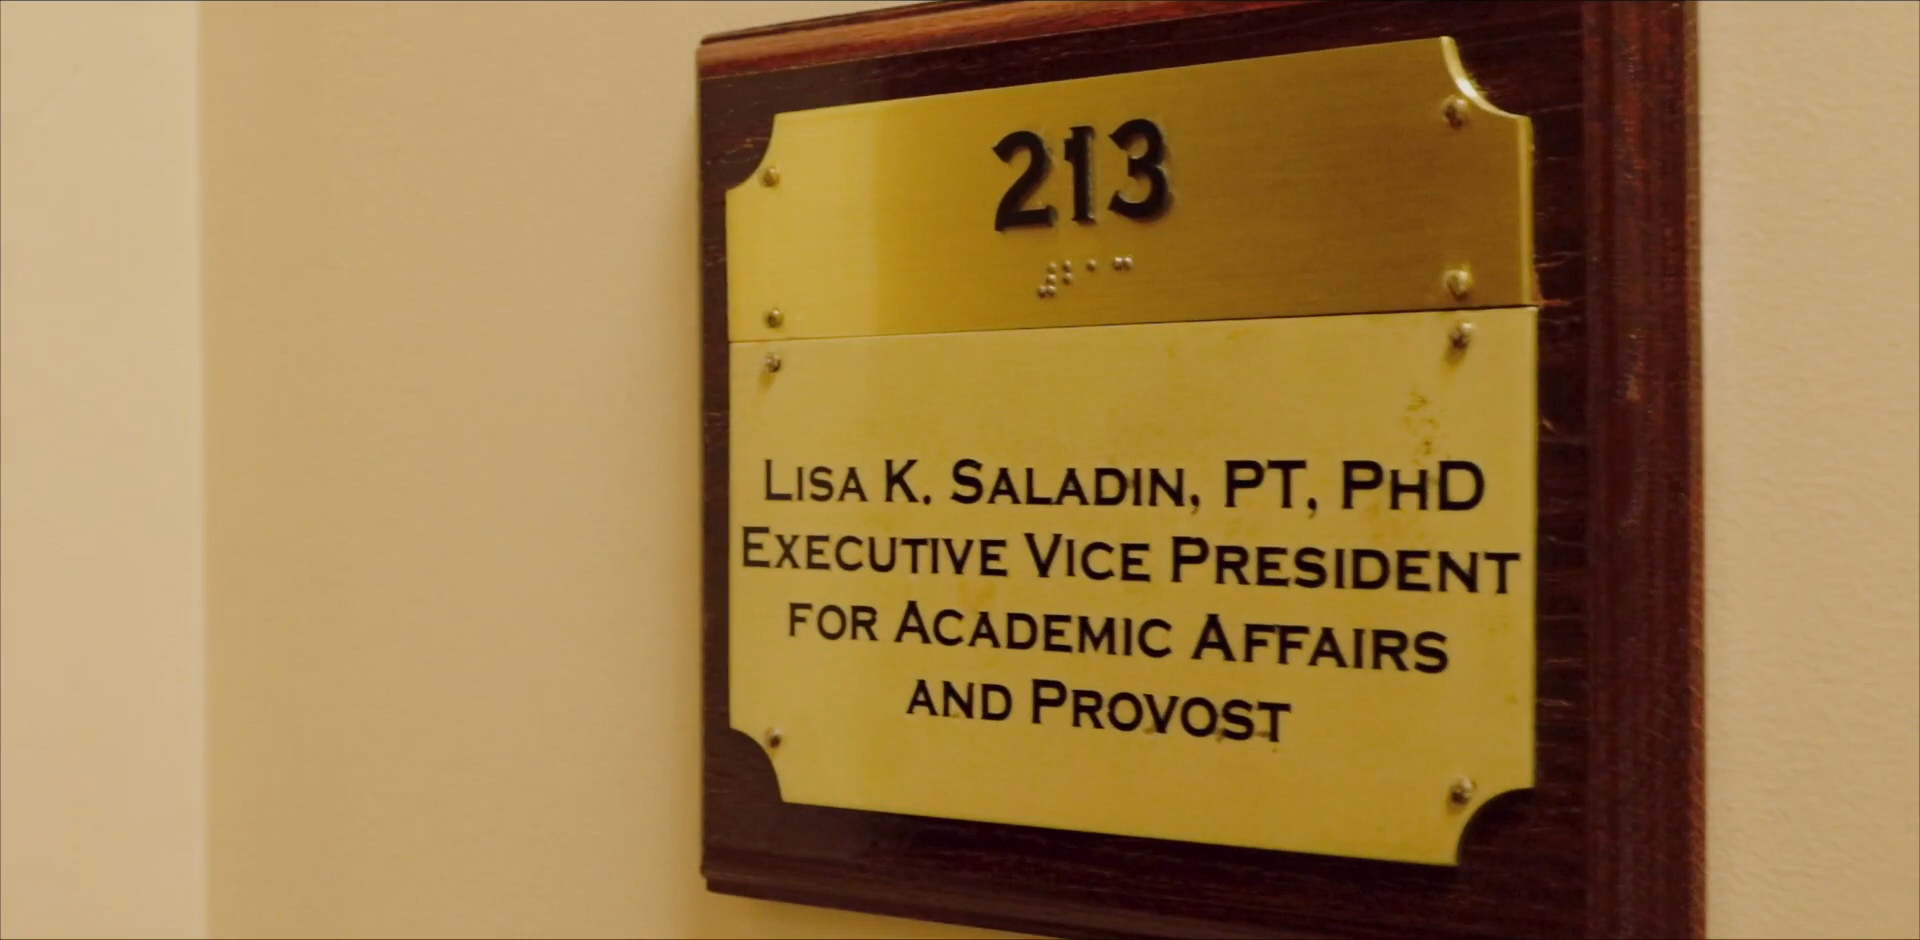 213
⠼⠃⠁⠉
Lisa K. Saladin, PT, PhD
Executive Vice President
for Academic Affairs
and Provost